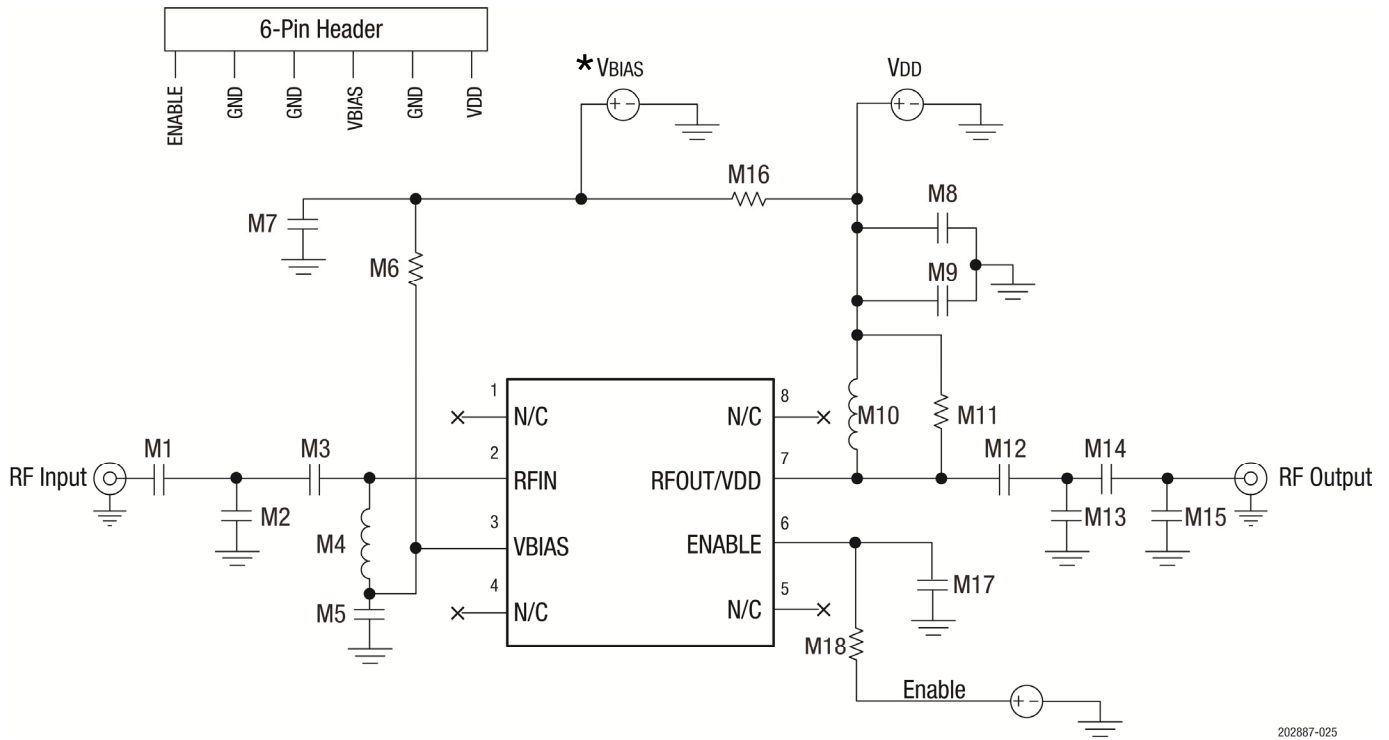 6-Pin Header
ENABLE
GND
GND
VBIAS
GND
VDD
*VBIAS
VDD
M16
M8
M7
M6
M9
1
N/C
8
N/C
M10
M11
M1
M3
2
M12
M14
RF Input
RFIN
7
RFOUT/VDD
RF Output
M2
M4
3
VBIAS
6
ENABLE
M13
M15
M5
4
N/C
5
N/C
M17
M18
Enable
+ -
+ -
+ -
202887-025